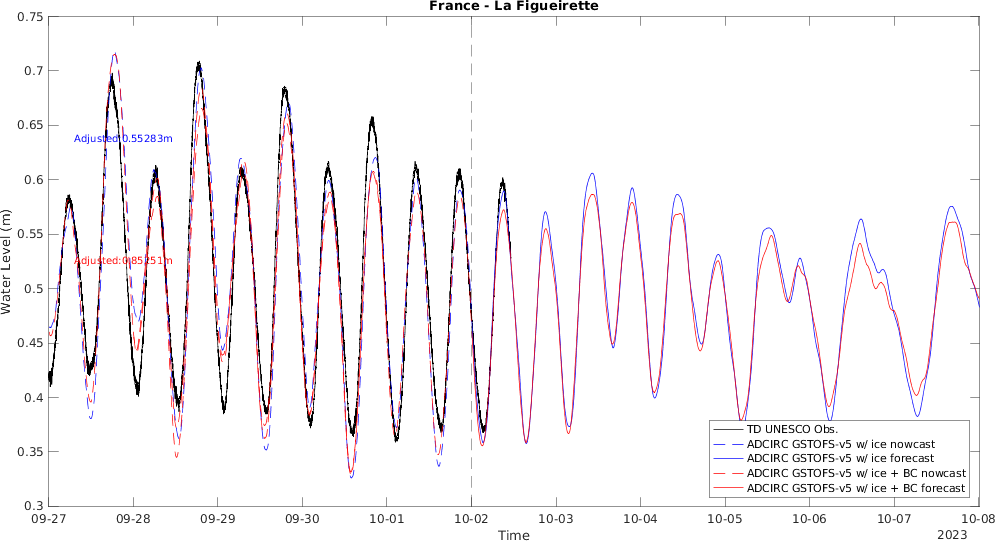 France - La Figueirette
0.75
0.7
0.65
0.6
0.55
0.5
0.45
0.4
0.35
0.3
Water Level (m)
Adjusted:0.55283m
Adjusted:0.85251m
TD UNESCO Obs.
ADCIRC GSTOFS-v5 w/ ice nowcast
ADCIRC GSTOFS-v5 w/ ice forecast
ADCIRC GSTOFS-v5 w/ ice + BC nowcast
ADCIRC GSTOFS-v5 w/ ice + BC forecast
09-27 09-28 09-29 09-30 10-01 10-02 10-03 10-04 10-05 10-06 10-07 10-08
Time
2023